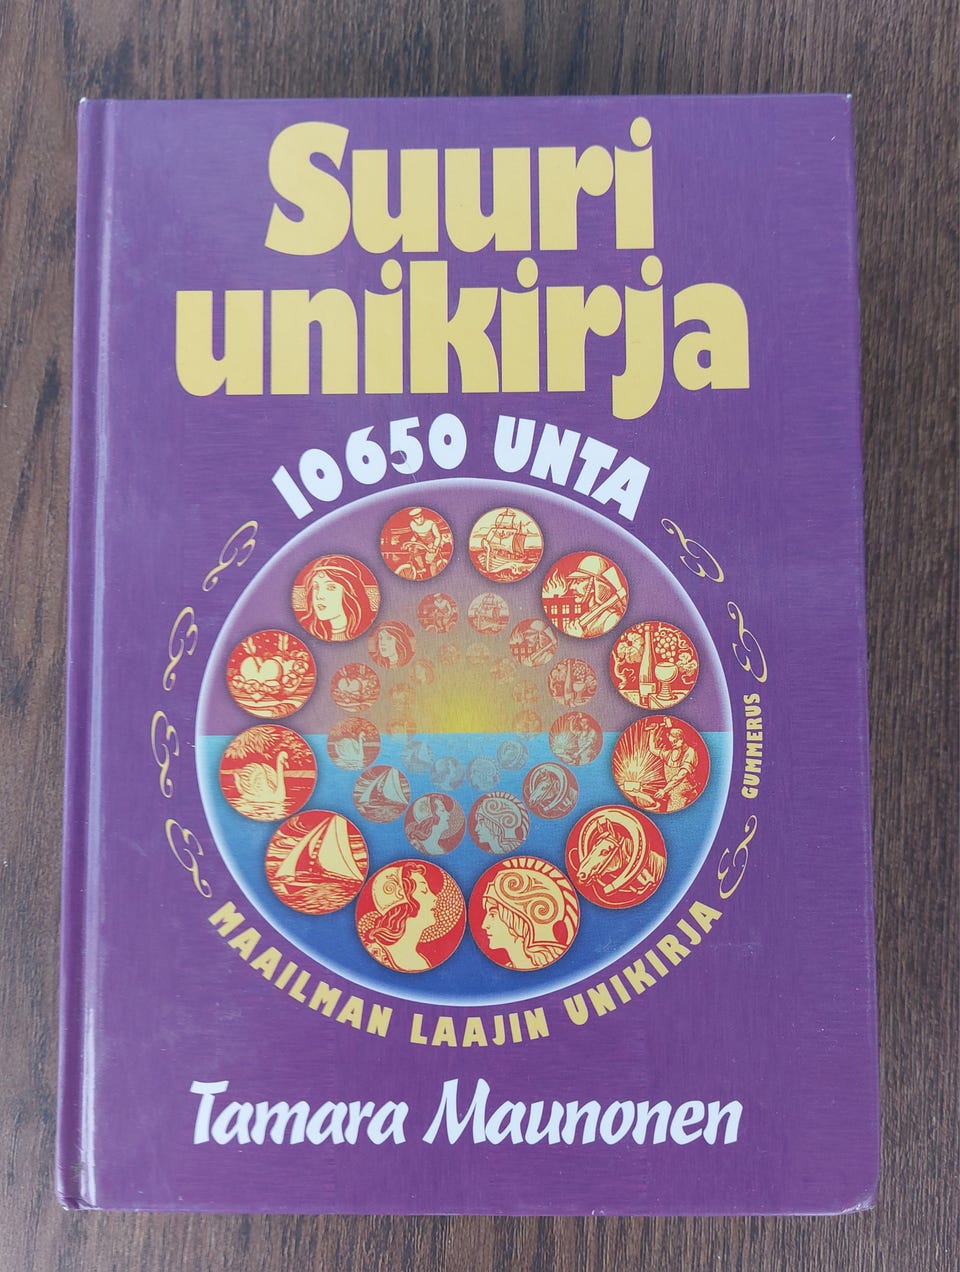 Suuri
unikirja
10650 UNTA
GUMMERUS
MAAILMAN LAAJIN UNIKIRJA
Tamara Maunonen